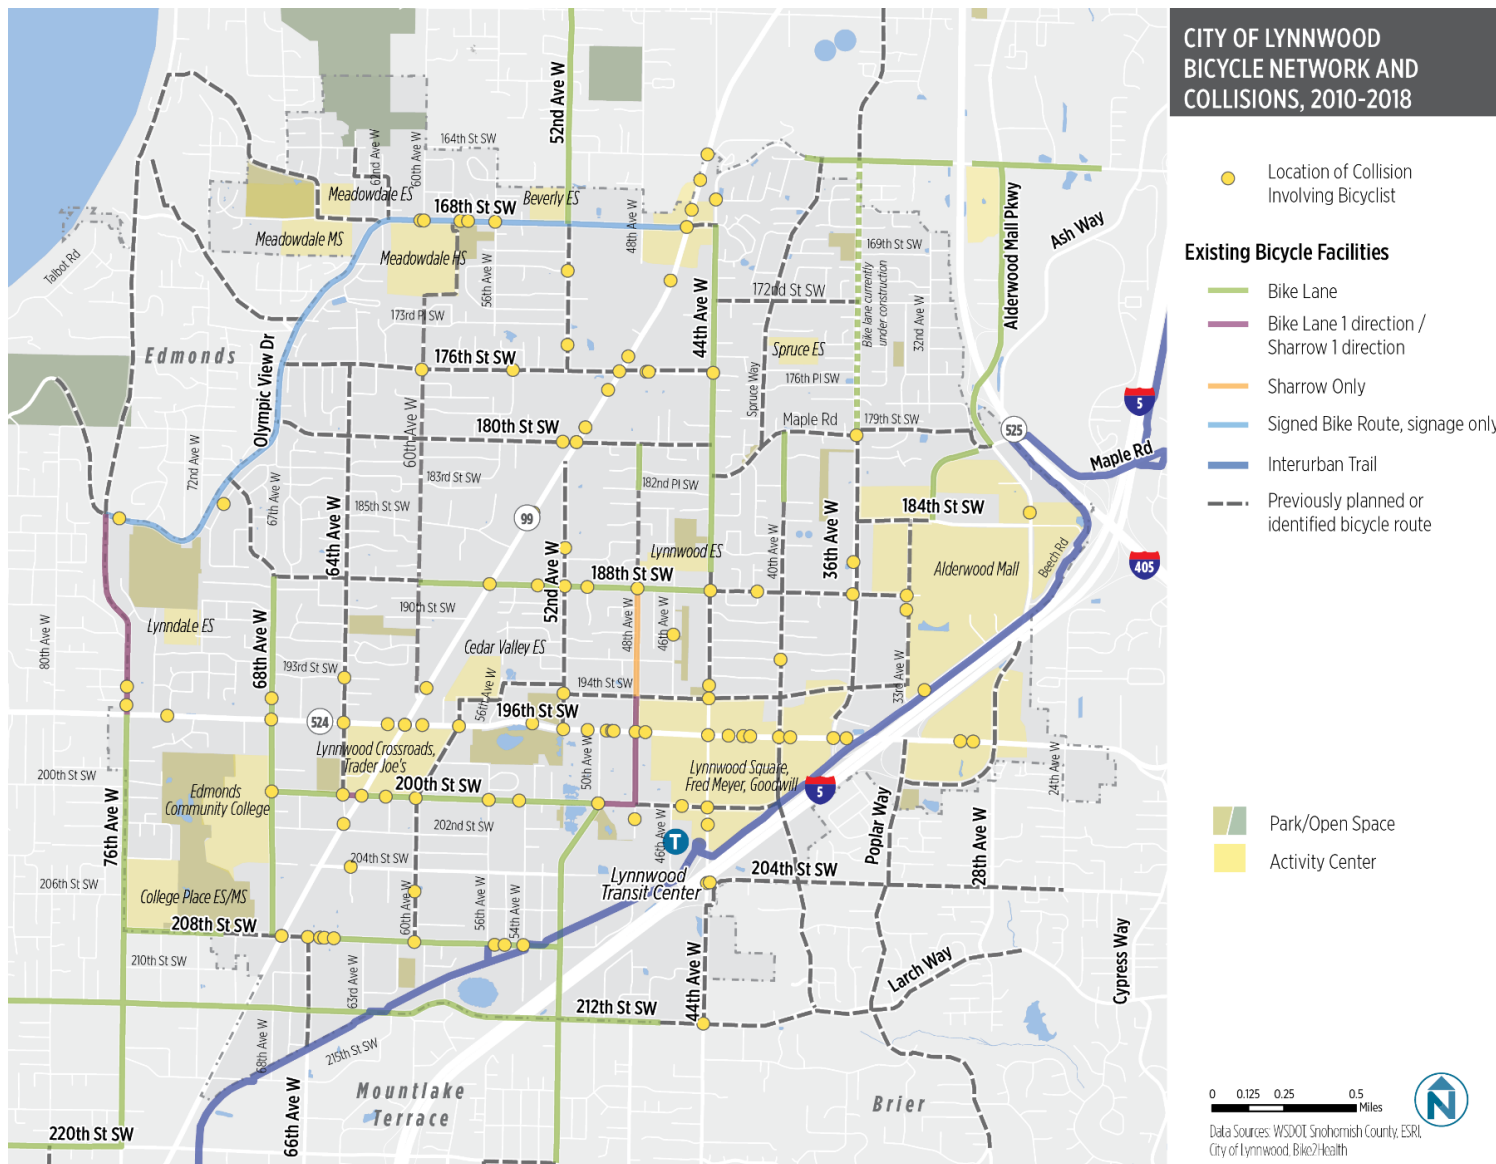 CITY OF LYNNWOOD
BICYCLE NETWORK AND
COLLISIONS, 2010-2018
Location of Collision
Involving Bicyclist
Existing Bicycle Facilities
Bike Lane
Bike Lane 1 direction /
Sharrow 1 direction
Sharrow Only
Signed Bike Route, signage only
Interurban Trail
Previously planned or
identified bicycle route
Park/Open Space
Activity Center
0 0.125 0.25 0.5
Miles
N
Data Sources: WSDOT, Snohomish County, ESRI,
City of Lynnwood, Bike2Health
52nd Ave W
164th St SW
62nd Ave W
60th Ave W
Meadowdale ES
Beverly ES
168th St SW
48th Ave W
Meadowdale MS
Meadowdale HS
Talbot Rd
56th Ave W
169th St SW
Alderwood Mall Pkwy
Ash Way
Bike lane currently
under construction
172nd St SW
32nd Ave W
44th Ave W
173rd Pl SW
Edmonds
Olympic View Dr
176th St SW
Spruce ES
176th Pl SW
Spruce Way
5
60th Ave W
180th St SW
Maple Rd
179th St SW
525
Maple Rd
72nd Ave W
67th Ave W
183rd St SW
182nd Pl SW
185th St SW
64th Ave W
99
184th St SW
36th Ave W
40th Ave W
Lynnwood ES
52nd Ave W
188th St SW
Alderwood Mall
Beech Rd
405
190th St SW
48th Ave W
46th Ave W
Lynndale ES
80th Ave W
68th Ave W
Cedar Valley ES
193rd St SW
56th Ave W
194th St SW
33rd Ave W
196th St SW
524
Lynnwood Crossroads,
Trader Joe's
50th Ave W
Lynnwood Square,
Fred Meyer, Goodwill
5
24th Ave W
200th St SW
Edmonds
Community College
200th St SW
76th Ave W
202nd St SW
46th Ave W
T
Poplar Way
28th Ave W
204th St SW
Lynnwood
Transit Center
204th St SW
206th St SW
College Place ES/MS
60th Ave W
56th Ave W
54th Ave W
208th St SW
210th St SW
63rd Ave W
44th Ave W
Larch Way
Cypress Way
212th St SW
68th Ave W
215th St SW
66th Ave W
Mountlake
Terrace
Brier
220th St SW